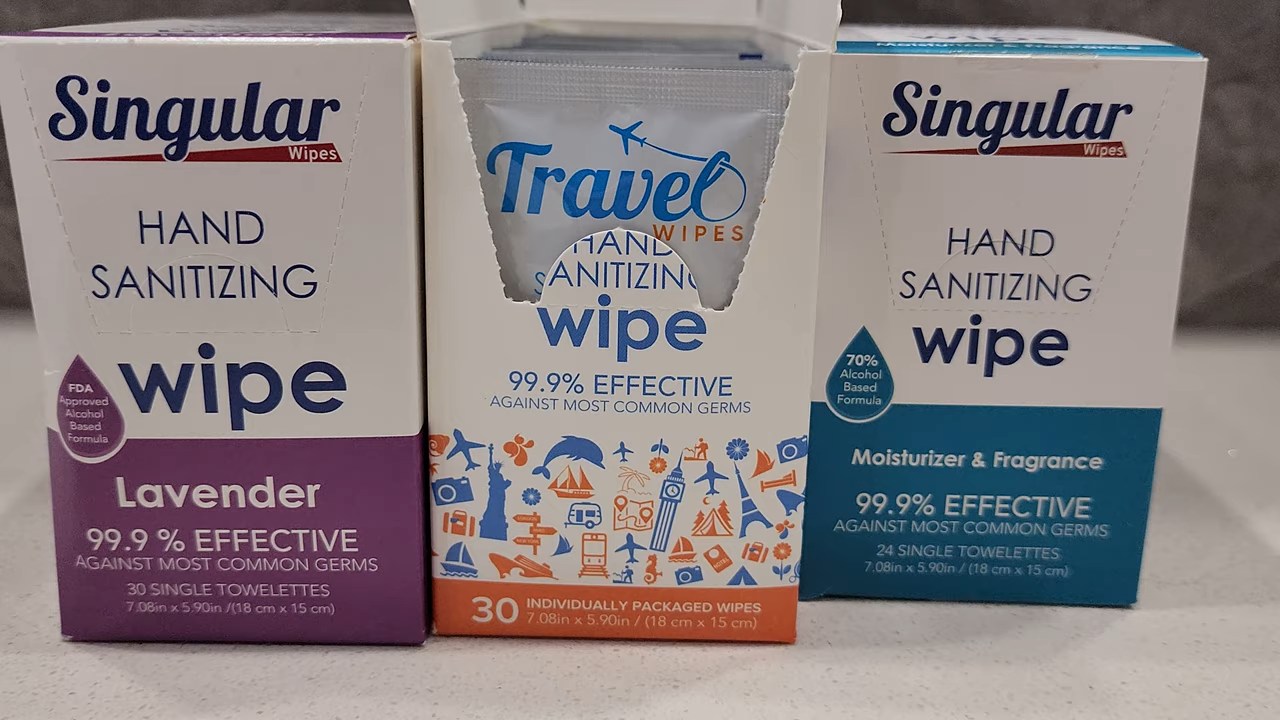 Singular
Wipes
HAND
SANITIZING
wipe
FDA
Approved
Alcohol
Based
Formula
Lavender
99.9 % EFFECTIVE
AGAINST MOST COMMON GERMS
30 SINGLE TOWELETTES
7.08in x 5.90in /(18 cm x 15 cm)
Travel
WIPES
HAND
SANITIZING
wipe
99.9% EFFECTIVE
AGAINST MOST COMMON GERMS
30 INDIVIDUALLY PACKAGED WIPES
7.08in x 5.90in / (18 cm x 15 cm)
wipe
Moisturizer & Fragrance
Singular
Wipes
HAND
SANITIZING
wipe
70%
Alcohol
Based
Formula
Moisturizer & Fragrance
99.9% EFFECTIVE
AGAINST MOST COMMON GERMS
24 SINGLE TOWELETTES
7.08in x 5.90in / (18 cm x 15 cm)